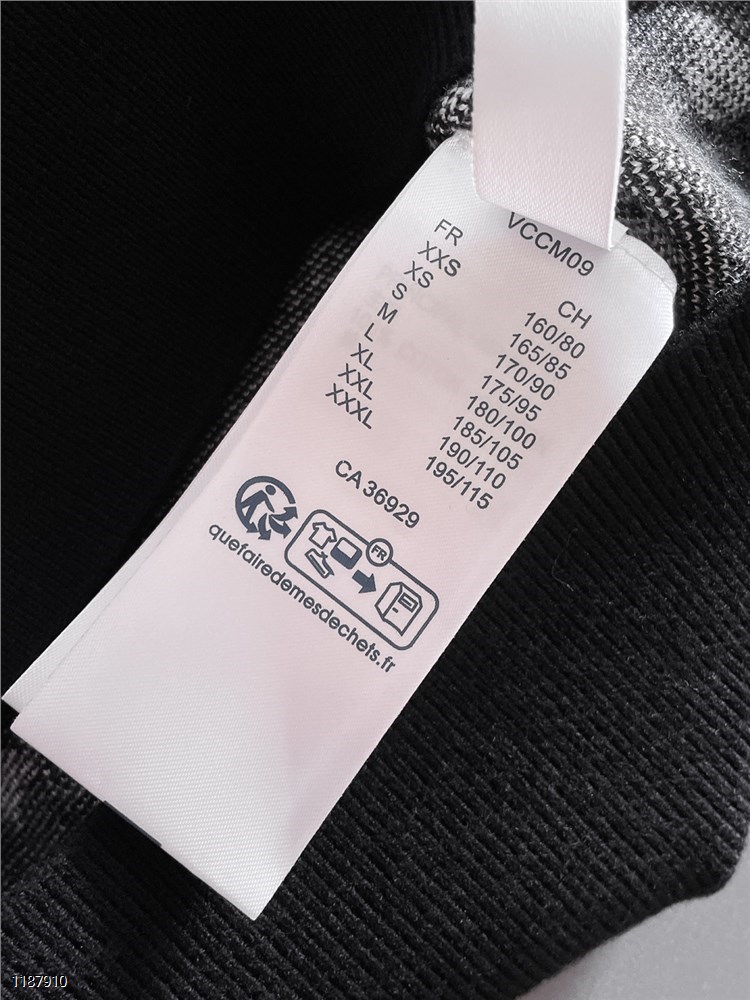 VCCM09
FR CH
XXS 160/80
XS 165/85
S 170/90
M 175/95
L 180/100
XL 185/105
XXL 190/110
XXXL 195/115
CA 36929
FR
quefairedemesdechets.fr
1187910